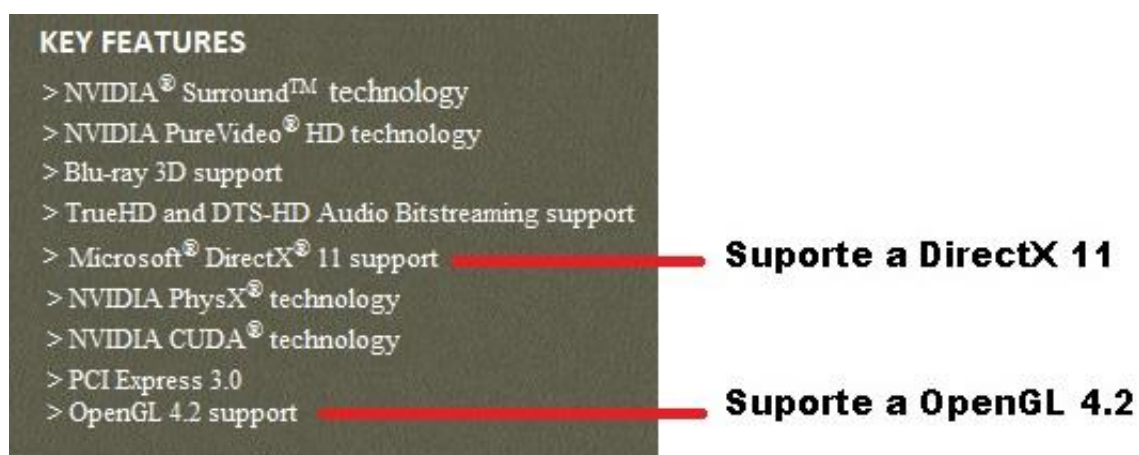 KEY FEATURES
> NVIDIA® Surround™ technology
> NVIDIA PureVideo® HD technology
> Blu-ray 3D support
> TrueHD and DTS-HD Audio Bitstreaming support
> Microsoft® DirectX® 11 support
Suporte a DirectX 11
> NVIDIA PhysX® technology
> NVIDIA CUDA® technology
> PCI Express 3.0
> OpenGL 4.2 support
Suporte a OpenGL 4.2